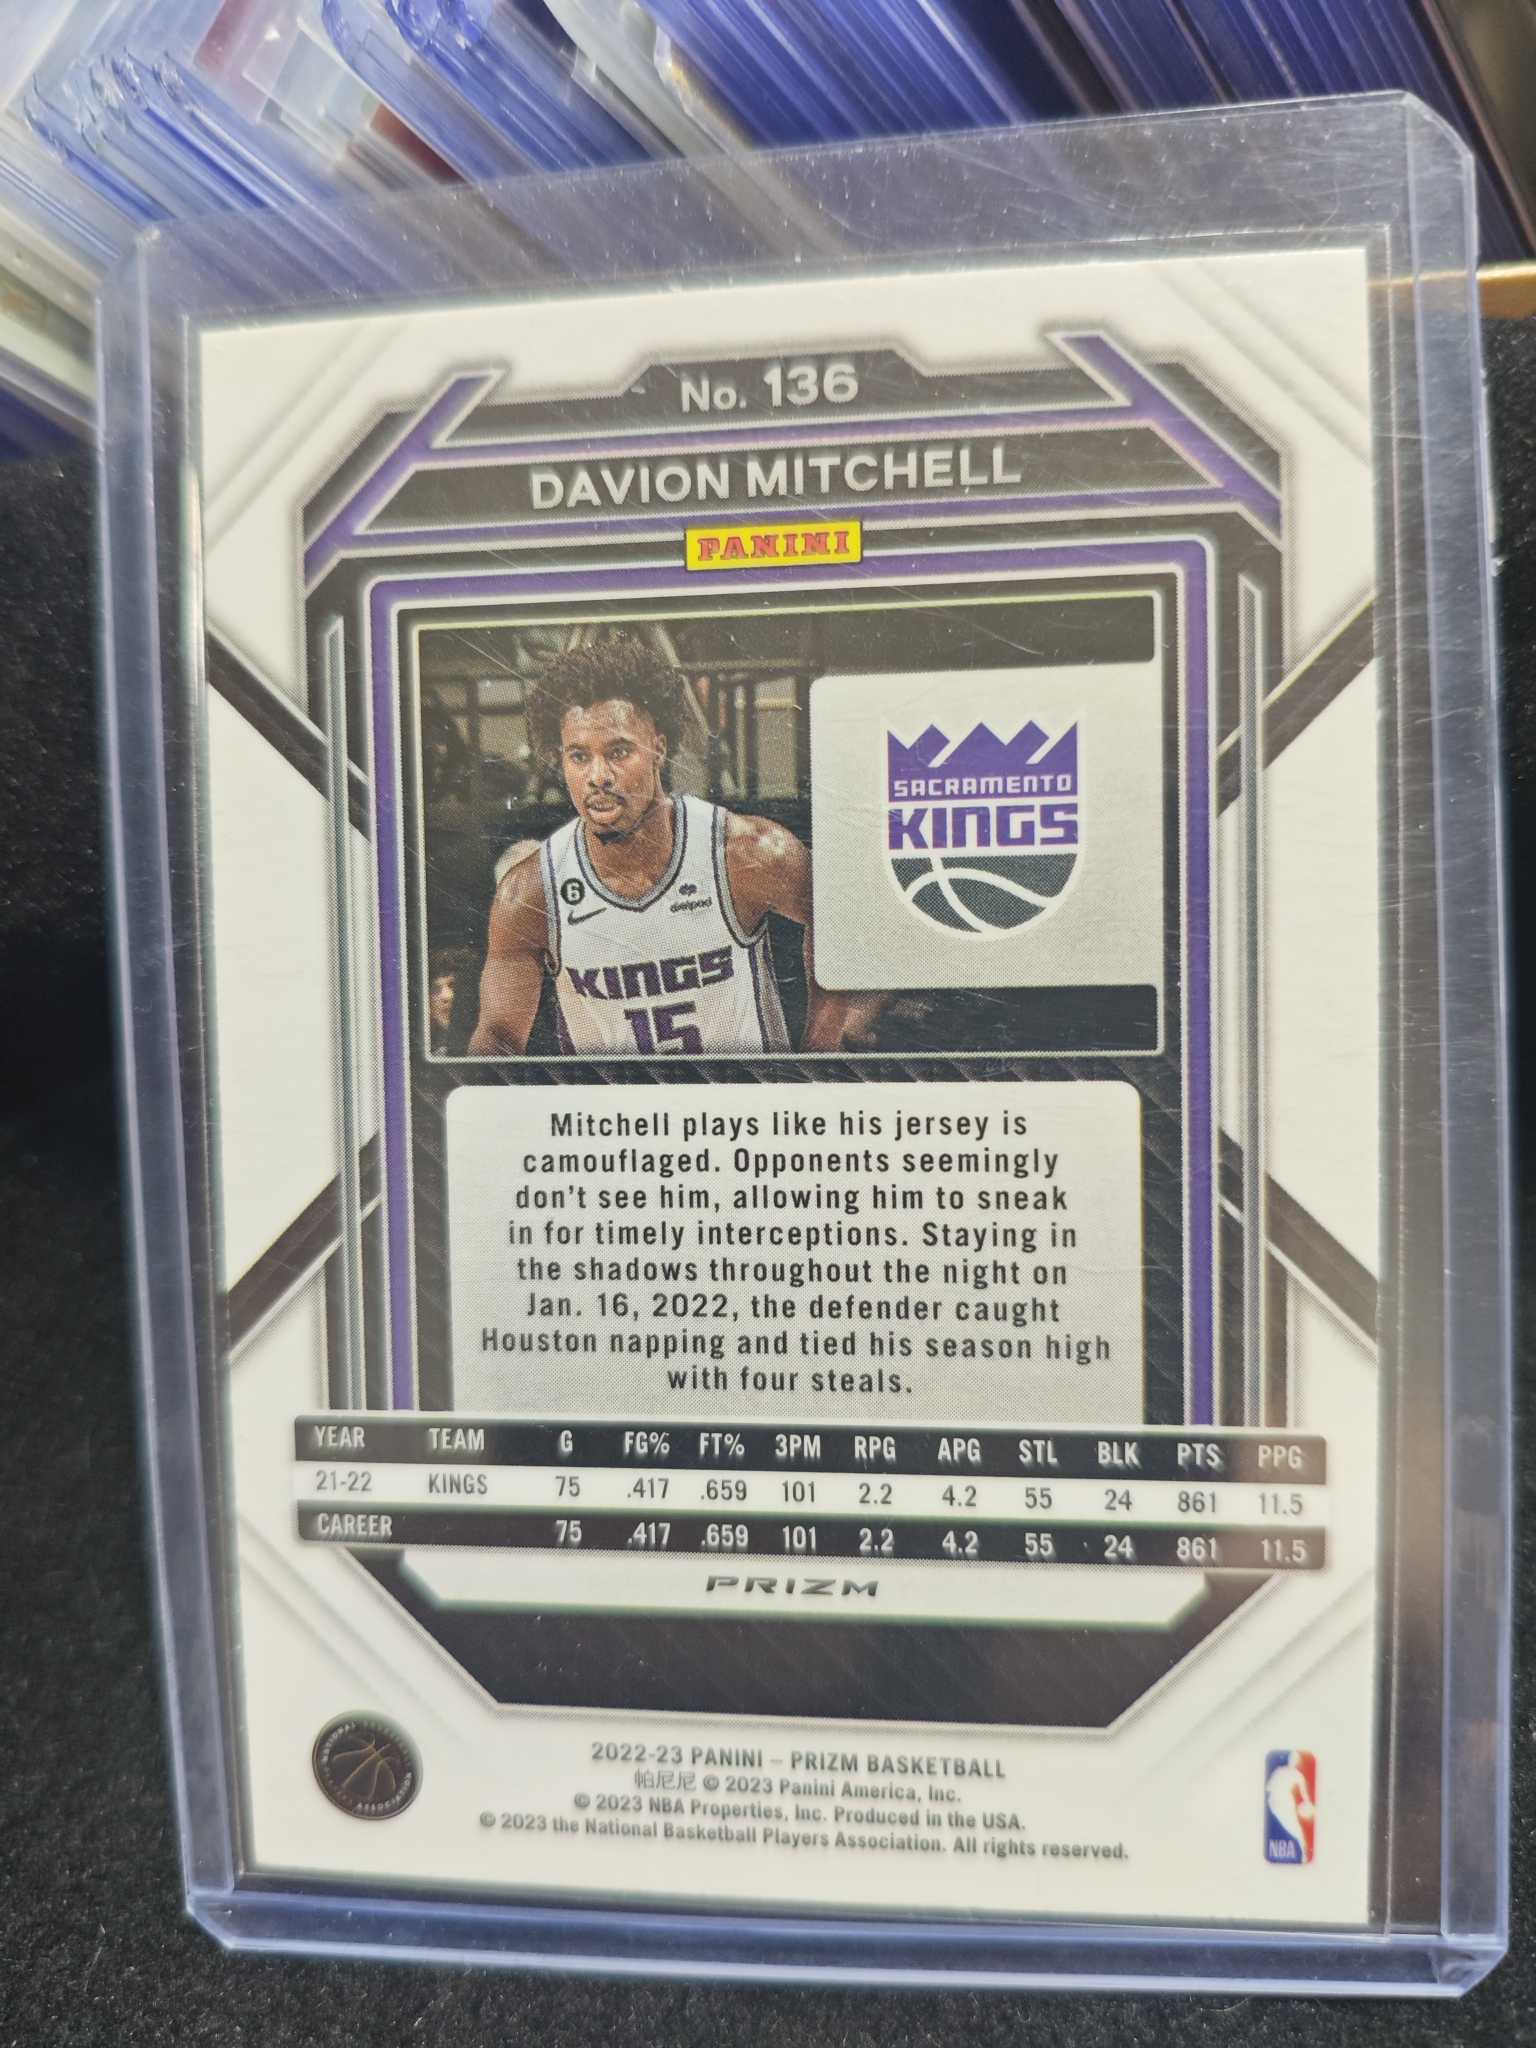 No. 136
DAVION MITCHELL
PANINI
SACRAMENTO
KINGS
6
dialpad
KINGS
15
Mitchell plays like his jersey is
camouflaged. Opponents seemingly
don't see him, allowing him to sneak
in for timely interceptions. Staying in
the shadows throughout the night on
Jan. 16, 2022, the defender caught
Houston napping and tied his season high
with four steals.
YEAR TEAM G FG% FT% 3PM RPG APG STL BLK PTS PPG
21-22 KINGS 75 .417 .659 101 2.2 4.2 55 24 861 11.5
CAREER 75 .417 .659 101 2.2 4.2 55 24 861 11.5
PRIZM
2022-23 PANINI – PRIZM BASKETBALL
帕尼尼 © 2023 Panini America, Inc.
© 2023 NBA Properties, Inc. Produced in the USA.
© 2023 the National Basketball Players Association. All rights reserved.
NATIONAL BASKETBALL PLAYERS ASSOCIATION
NBA